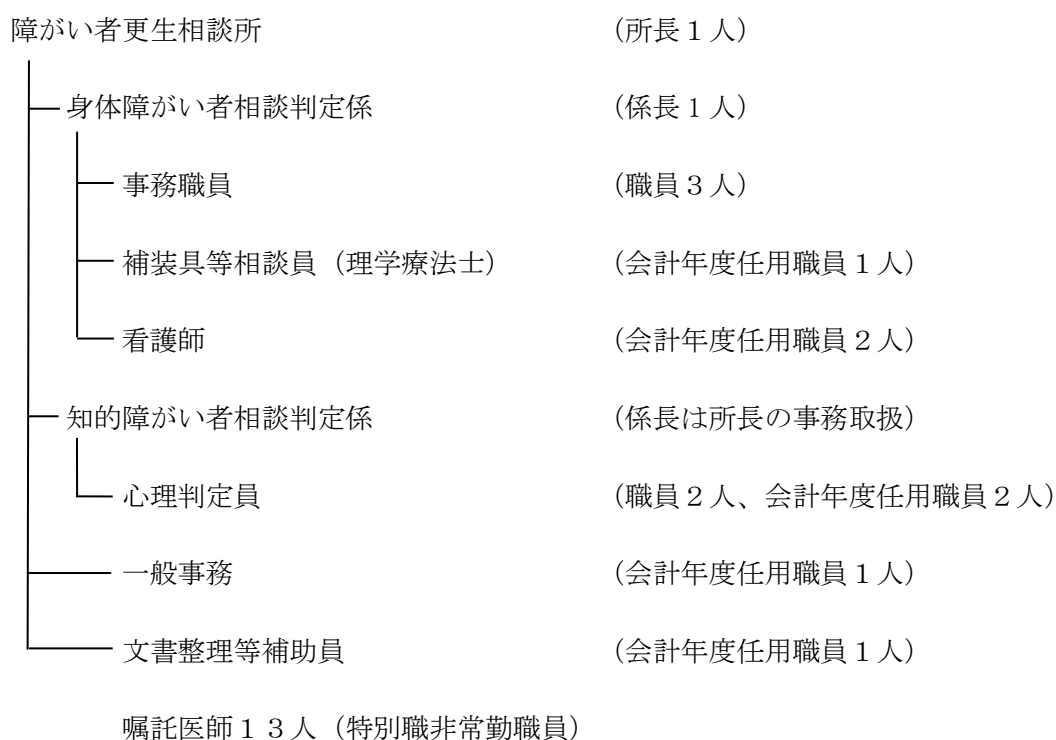 障がい者更生相談所 (所長1人)
身体障がい者相談判定係 (係長1人)
事務職員 (職員3人)
補装具等相談員（理学療法士） (会計年度任用職員1人)
看護師 (会計年度任用職員2人)
知的障がい者相談判定係 (係長は所長の事務取扱)
心理判定員 (職員2人、会計年度任用職員2人)
一般事務 (会計年度任用職員1人)
文書整理等補助員 (会計年度任用職員1人)
嘱託医師13人（特別職非常勤職員）